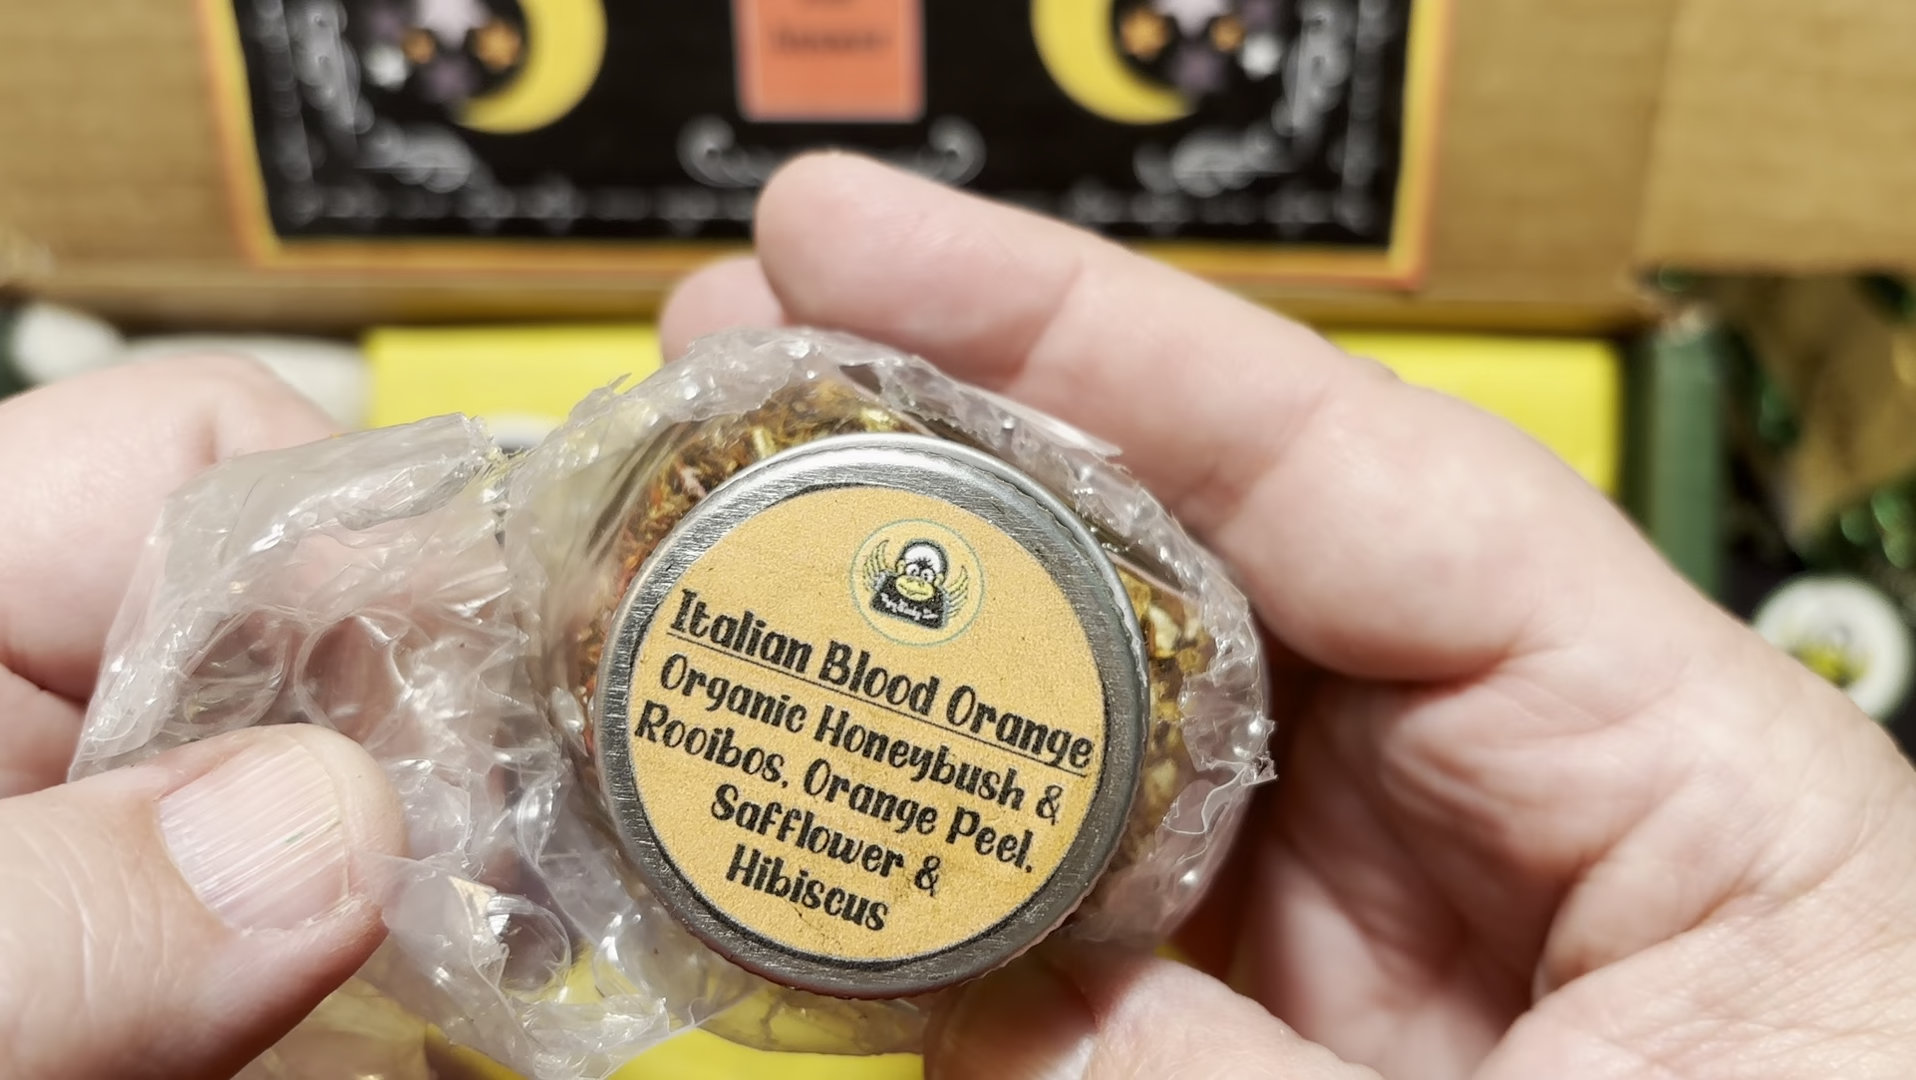 Italian Blood Orange
Organic Honeybush &
Rooibos, Orange Peel,
Safflower &
Hibiscus